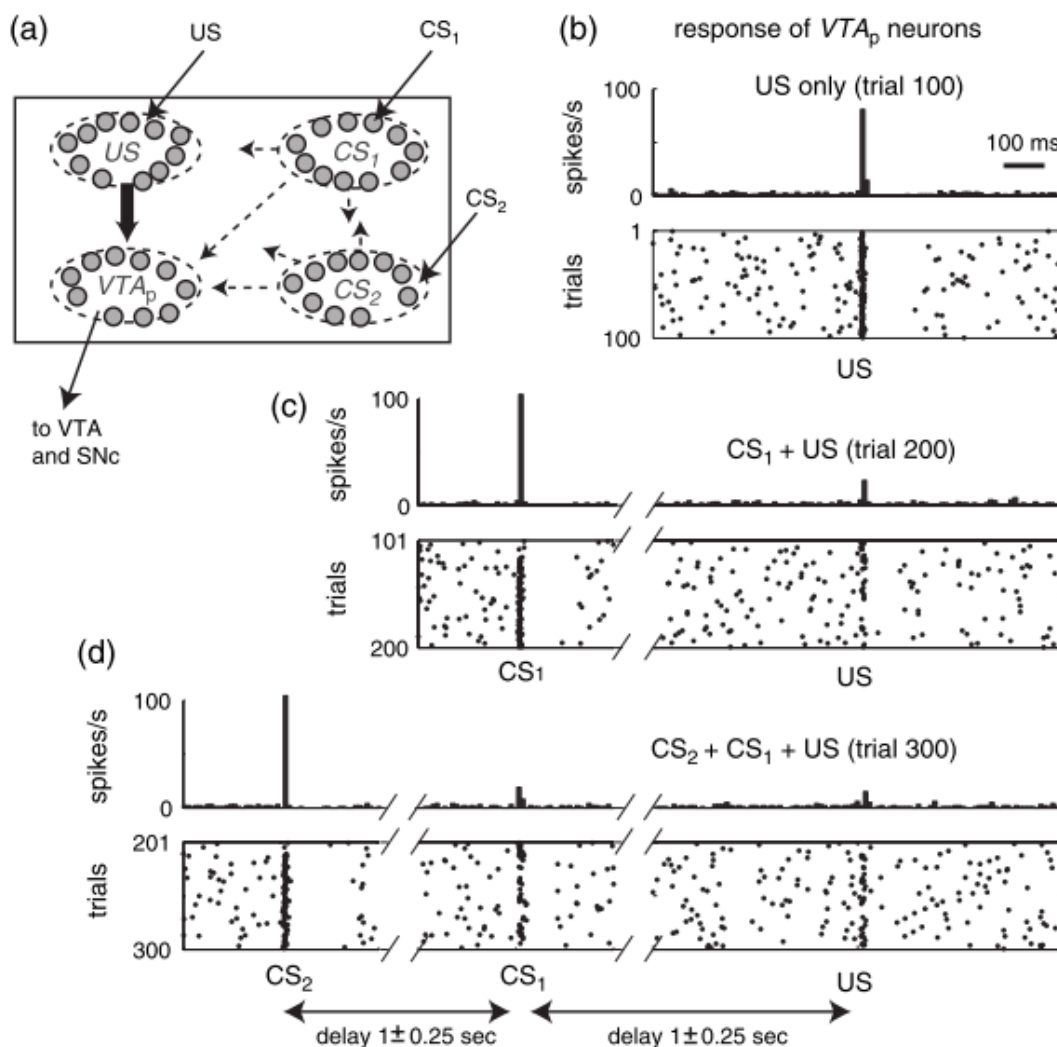 (a)
US
CS₁
US
CS₁
CS₂
VTAₚ
CS₂
to VTA
and SNc
(b)
response of VTAₚ neurons
US only (trial 100)
100
spikes/s
0
100 ms
1
trials
100
US
(c)
100
spikes/s
0
CS₁ + US (trial 200)
101
trials
200
CS₁
US
(d)
100
spikes/s
0
CS₂ + CS₁ + US (trial 300)
201
trials
300
CS₂
CS₁
US
delay 1± 0.25 sec
delay 1± 0.25 sec